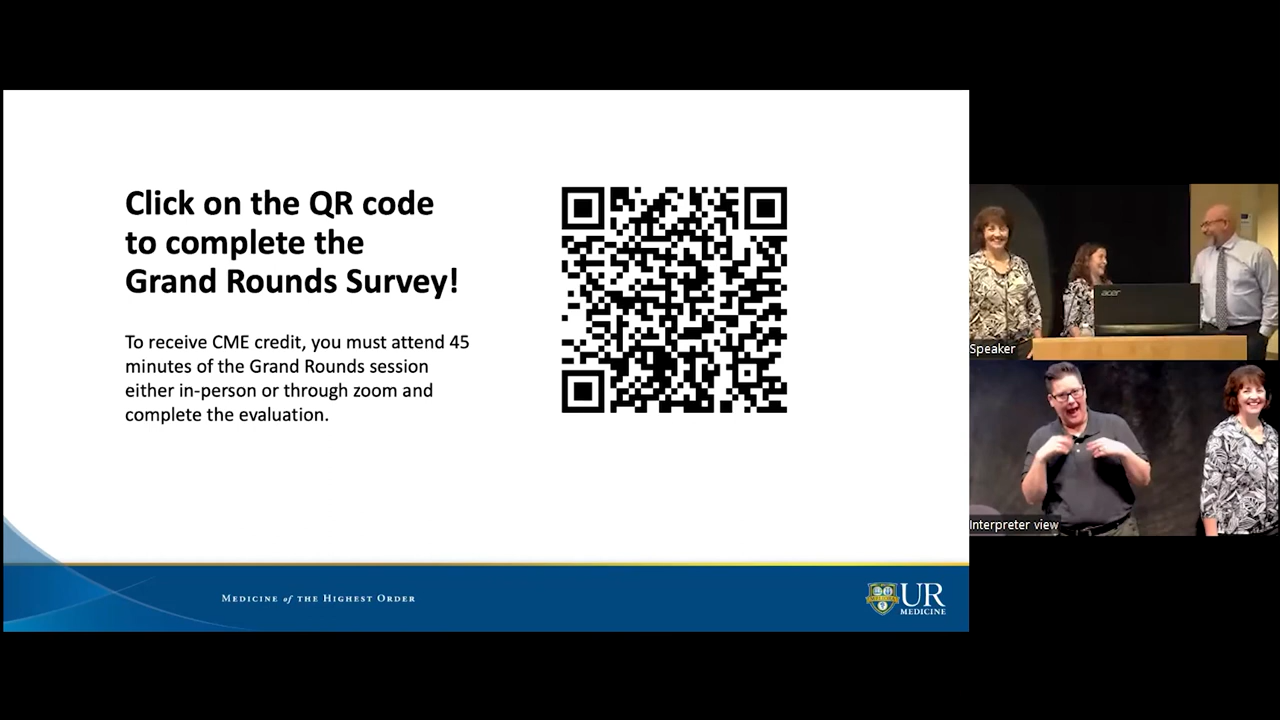 Click on the QR code
to complete the
Grand Rounds Survey!
To receive CME credit, you must attend 45
minutes of the Grand Rounds session
either in-person or through zoom and
complete the evaluation.
MEDICINE of THE HIGHEST ORDER
UR
MEDICINE
acer
Speaker
Interpreter view